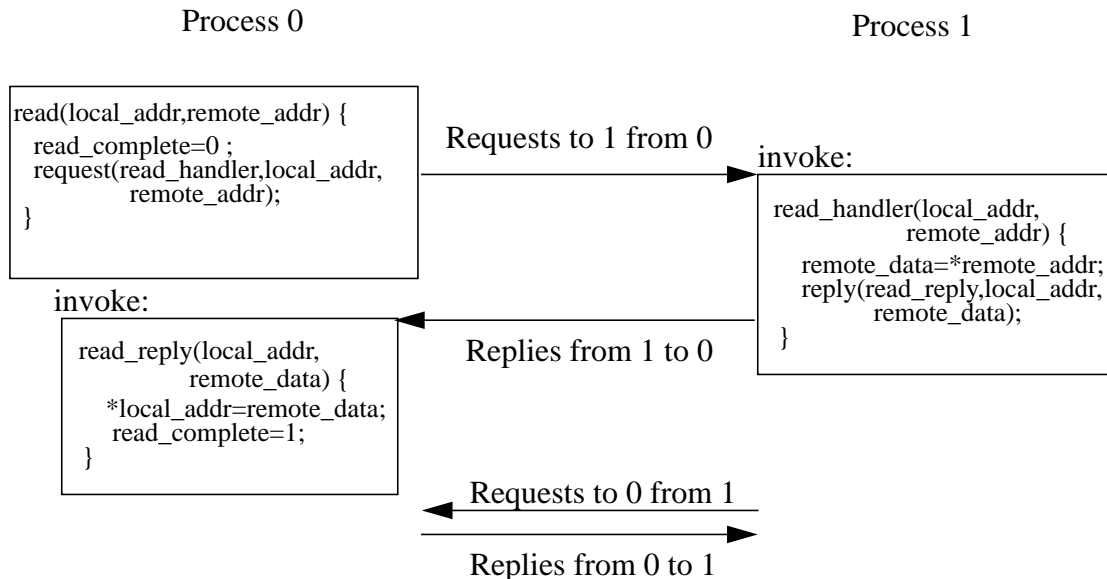 Process 0
Process 1
read(local_addr,remote_addr) {
read_complete=0 ;
request(read_handler,local_addr,
remote_addr);
}
Requests to 1 from 0
invoke:
read_handler(local_addr,
remote_addr) {
remote_data=*remote_addr;
reply(read_reply,local_addr,
remote_data);
}
invoke:
read_reply(local_addr,
remote_data) {
*local_addr=remote_data;
read_complete=1;
}
Replies from 1 to 0
Requests to 0 from 1
Replies from 0 to 1